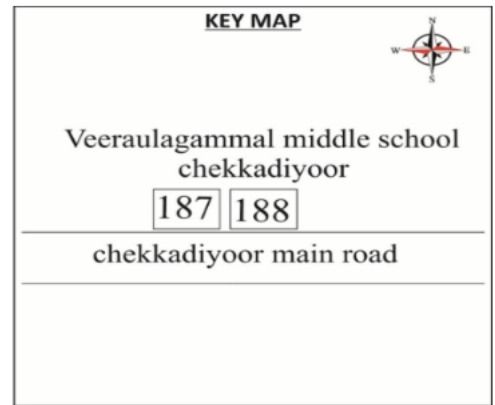 KEY MAP
N
W E
S
Veeraulagammal middle school
chekkadiyoor
187 188
chekkadiyoor main road